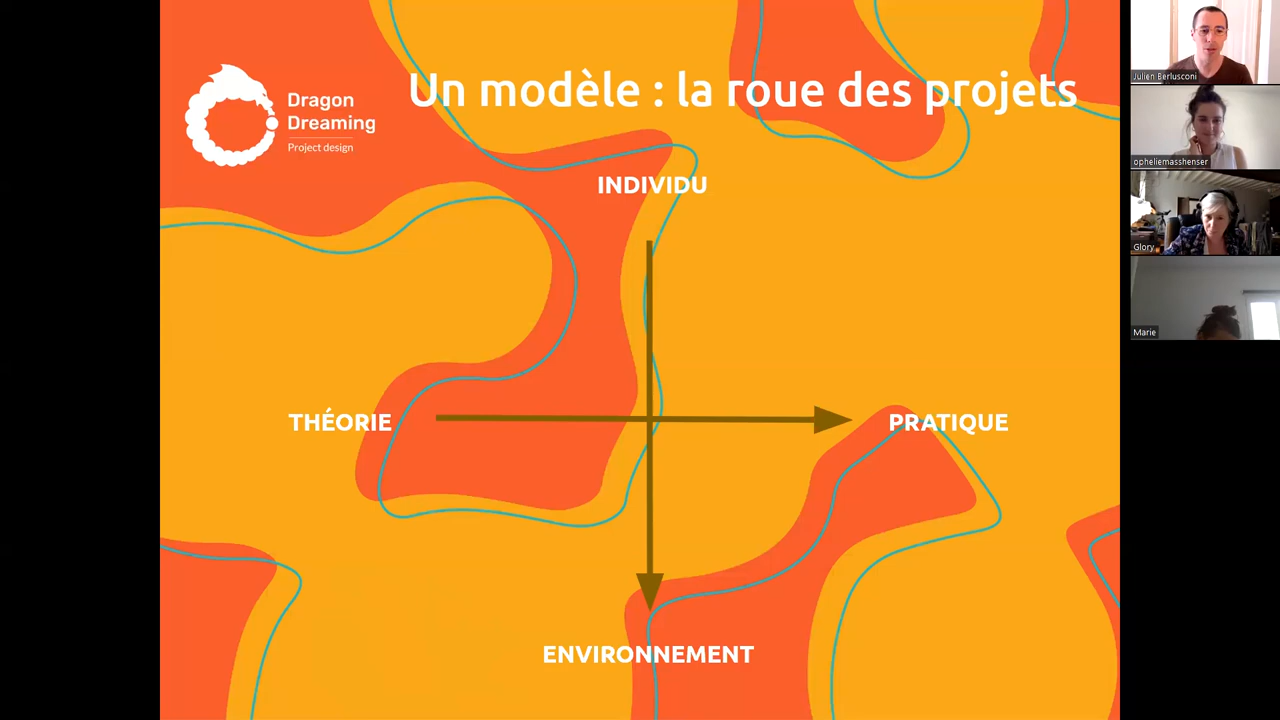 Dragon
Dreaming
Project design
Un modèle : la roue des projets
INDIVIDU
THÉORIE
PRATIQUE
ENVIRONNEMENT
Julien Berlusconi
opheliemasshenser
Glory
Marie